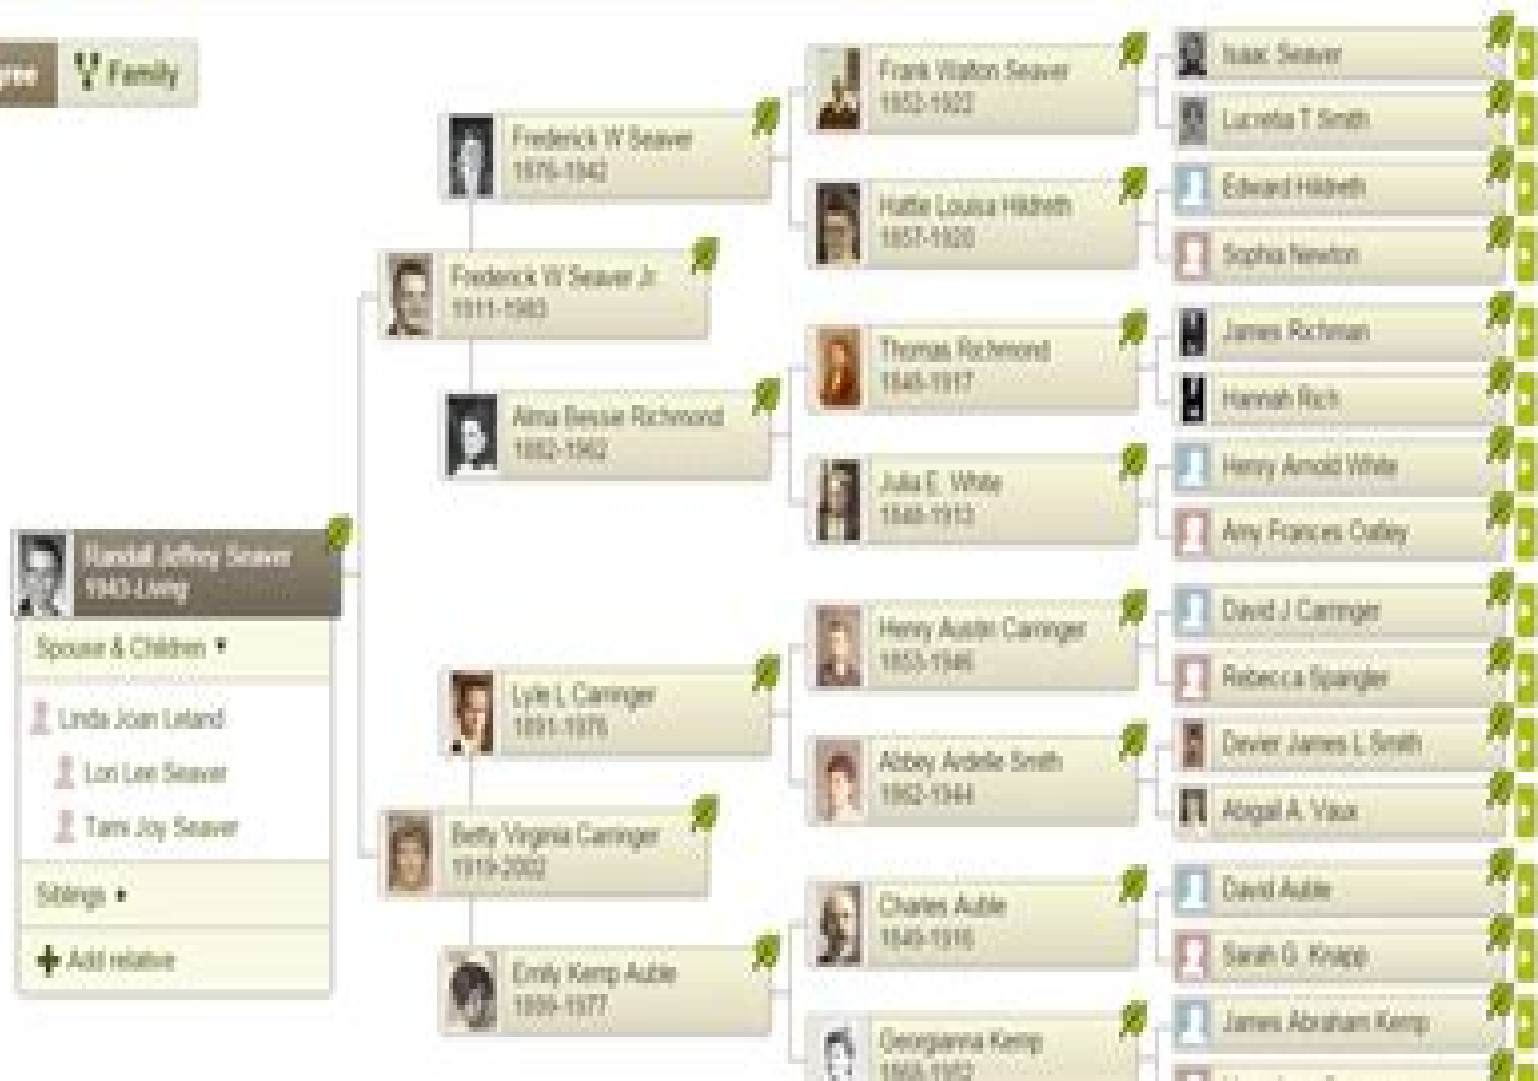 Family
Randall Jeffrey Seaver
1943-Living
Spouse & Children
Linda Joan Leland
Lori Lee Seaver
Tami Joy Seaver
Siblings
Add relative
Frederick W Seaver Jr
1911-1983
Betty Virginia Carringer
1919-2002
Frederick W Seaver
1876-1942
Alma Bessie Richmond
1882-1962
Lyle L Carringer
1891-1976
Emily Kemp Auble
1899-1977
Frank Walton Seaver
1852-1922
Hattie Louisa Hildreth
1857-1920
Thomas Richmond
1848-1917
Julia E. White
1848-1913
Henry Austin Carringer
1853-1946
Abbey Ardelle Smith
1862-1944
Charles Auble
1849-1916
Georgianna Kemp
1868-1952
Isaac Seaver
Lucretia T Smith
Edward Hildreth
Sophia Newton
James Richman
Hannah Rich
Henry Arnold White
Amy Frances Oatley
David J Carringer
Rebecca Spangler
Devier James L Smith
Abigail A. Vaux
David Auble
Sarah G. Knapp
James Abraham Kemp